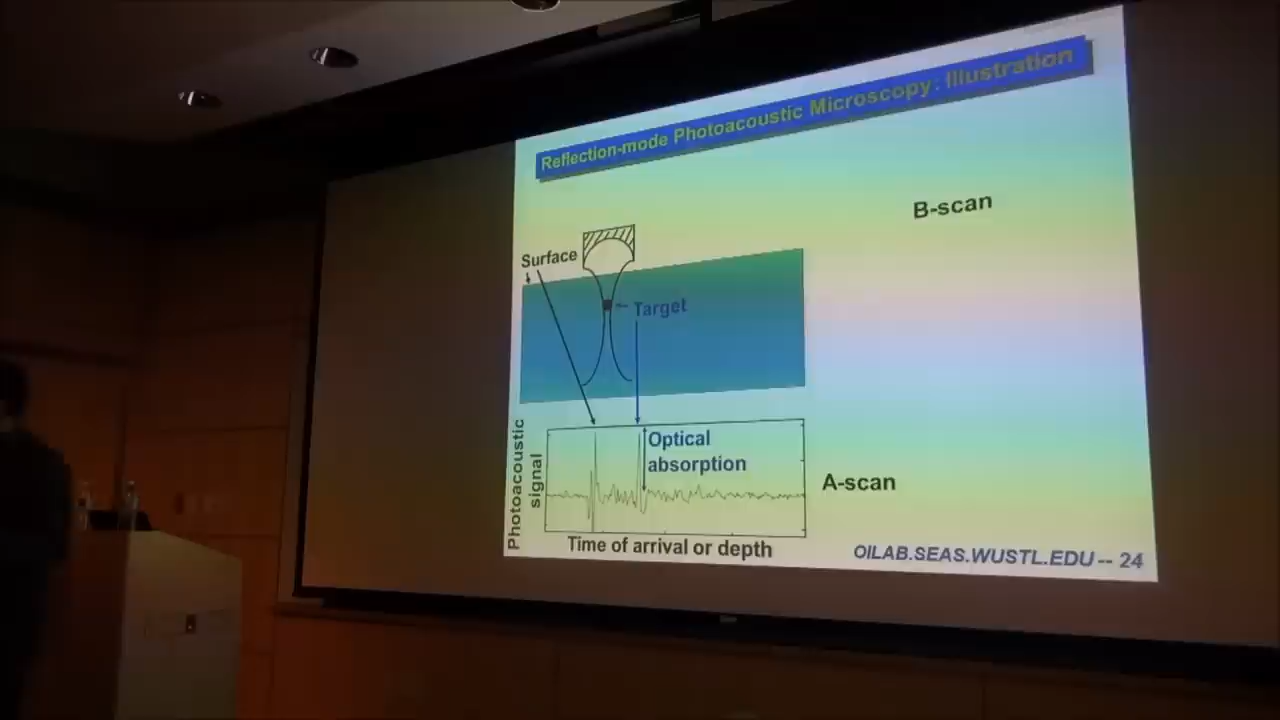 Reflection-mode Photoacoustic Microscopy: Illustration
B-scan
Surface
Target
Optical
absorption
Photoacoustic
signal
A-scan
Time of arrival or depth
OILAB.SEAS.WUSTL.EDU -- 24